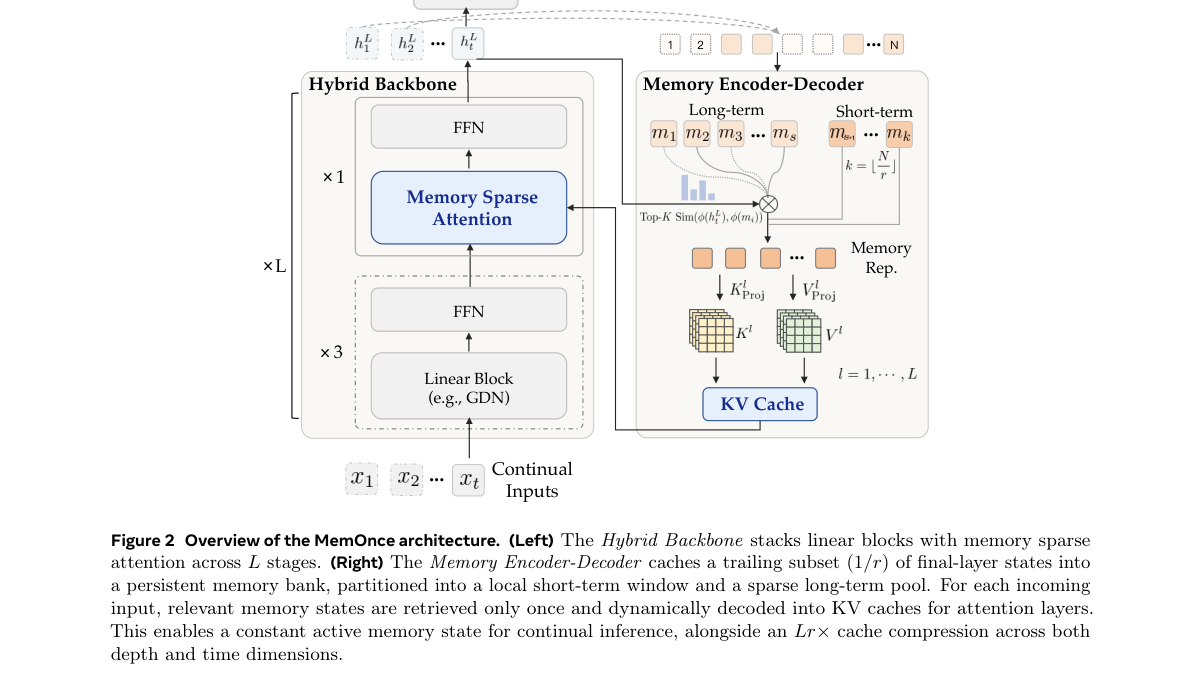 h_1^L h_2^L ••• h_t^L
1 2 ••• N
Hybrid Backbone
FFN
×1
Memory Sparse
Attention
×L
FFN
×3
Linear Block
(e.g., GDN)
x_1 x_2 ••• x_t
Continual
Inputs
Memory Encoder-Decoder
Long-term
Short-term
m_1 m_2 m_3 ••• m_s
m_{s+1} ••• m_k
k = ⌊N/r⌋
Top-K Sim(ϕ(h_t^L), ϕ(m_i))
Memory
Rep.
•••
K_Proj^l V_Proj^l
K^l V^l
l = 1, ⋯ , L
KV Cache
Figure 2 Overview of the MemOnce architecture. (Left) The Hybrid Backbone stacks linear blocks with memory sparse
attention across L stages. (Right) The Memory Encoder-Decoder caches a trailing subset (1/r) of final-layer states into
a persistent memory bank, partitioned into a local short-term window and a sparse long-term pool. For each incoming
input, relevant memory states are retrieved only once and dynamically decoded into KV caches for attention layers.
This enables a constant active memory state for continual inference, alongside an Lr× cache compression across both
depth and time dimensions.